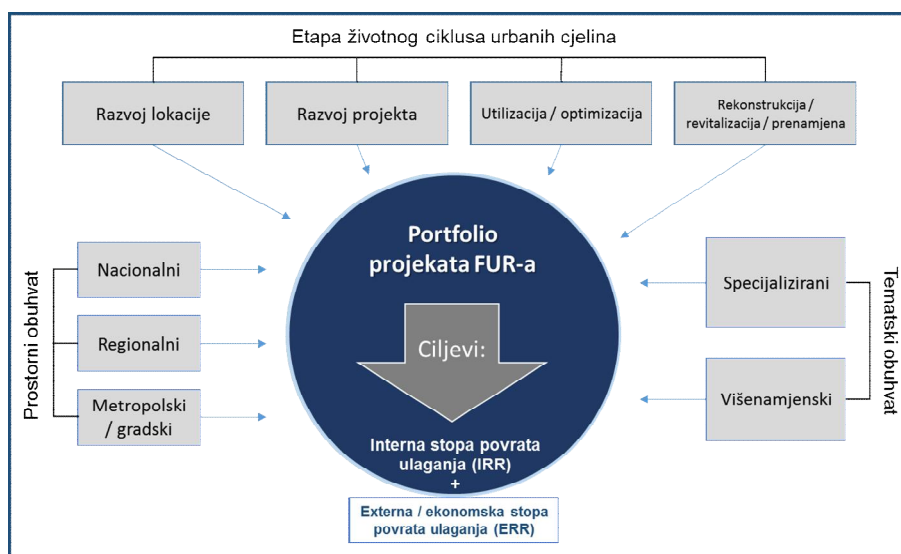 Etapa životnog ciklusa urbanih cjelina
Razvoj lokacije
Razvoj projekta
Utilizacija / optimizacija
Rekonstrukcija /
revitalizacija / prenamjena
Prostorni obuhvat
Nacionalni
Regionalni
Metropolski
/ gradski
Portfolio
projekata FUR-a
Ciljevi:
Interna stopa povrata
ulaganja (IRR)
+
Externa / ekonomska stopa
povrata ulaganja (ERR)
Specijalizirani
Višenamjenski
Tematski obuhvat